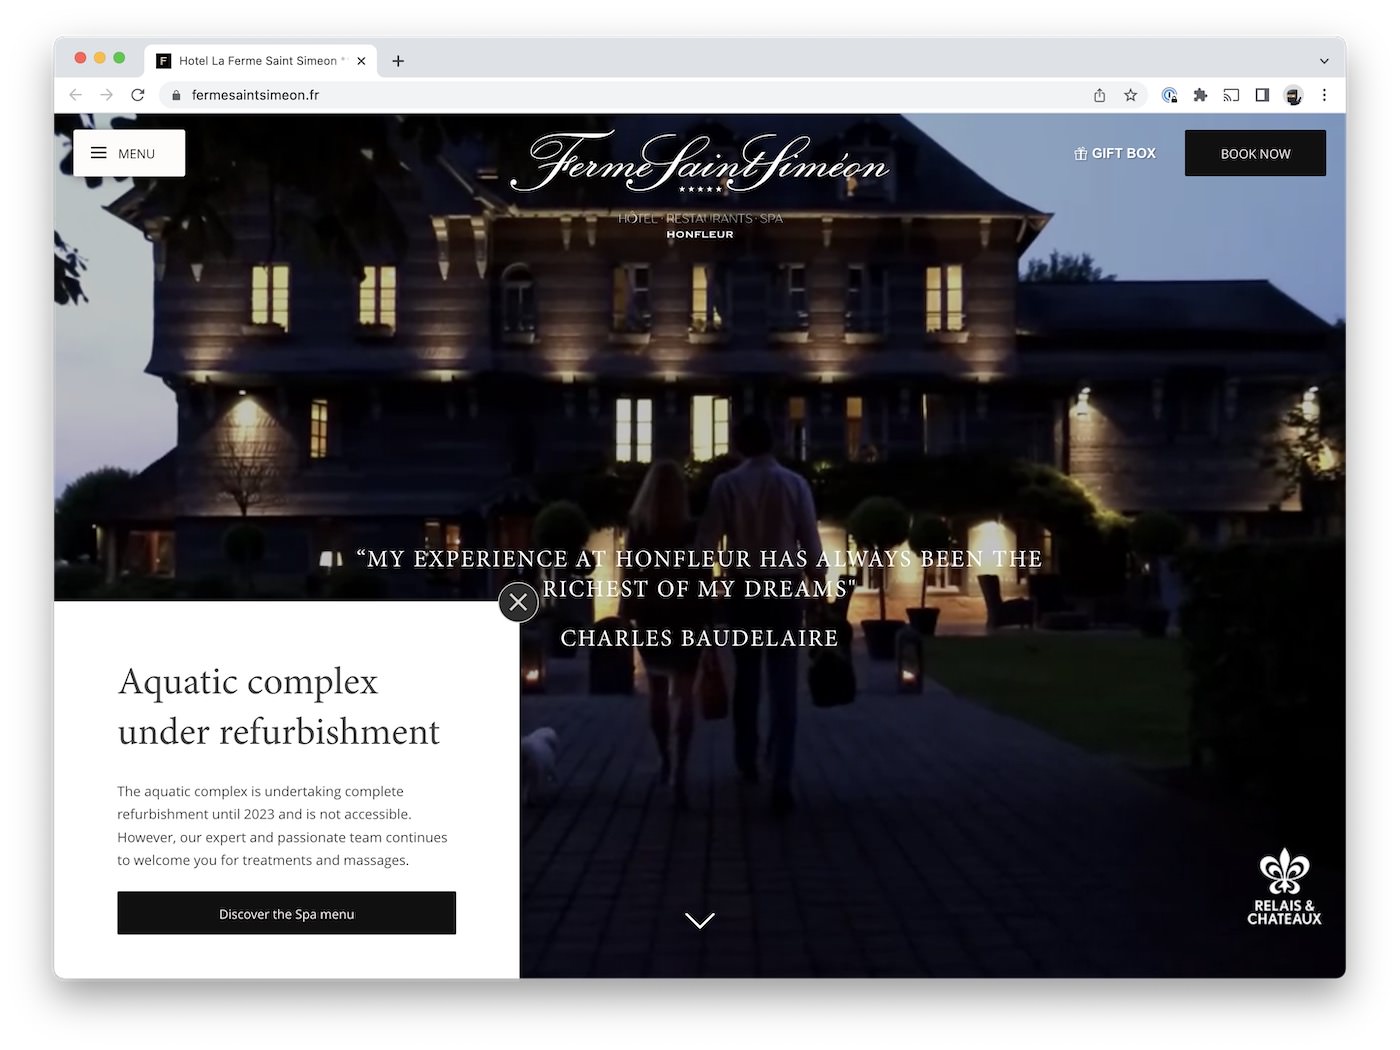 Hotel La Ferme Saint Simeon *
fermesaintsimeon.fr
MENU
Ferme Saint Siméon
★★★★★
HÔTEL · RESTAURANTS · SPA
HONFLEUR
GIFT BOX
BOOK NOW
“MY EXPERIENCE AT HONFLEUR HAS ALWAYS BEEN THE
RICHEST OF MY DREAMS"
CHARLES BAUDELAIRE
Aquatic complex
under refurbishment
The aquatic complex is undertaking complete
refurbishment until 2023 and is not accessible.
However, our expert and passionate team continues
to welcome you for treatments and massages.
Discover the Spa menu
RELAIS &
CHATEAUX